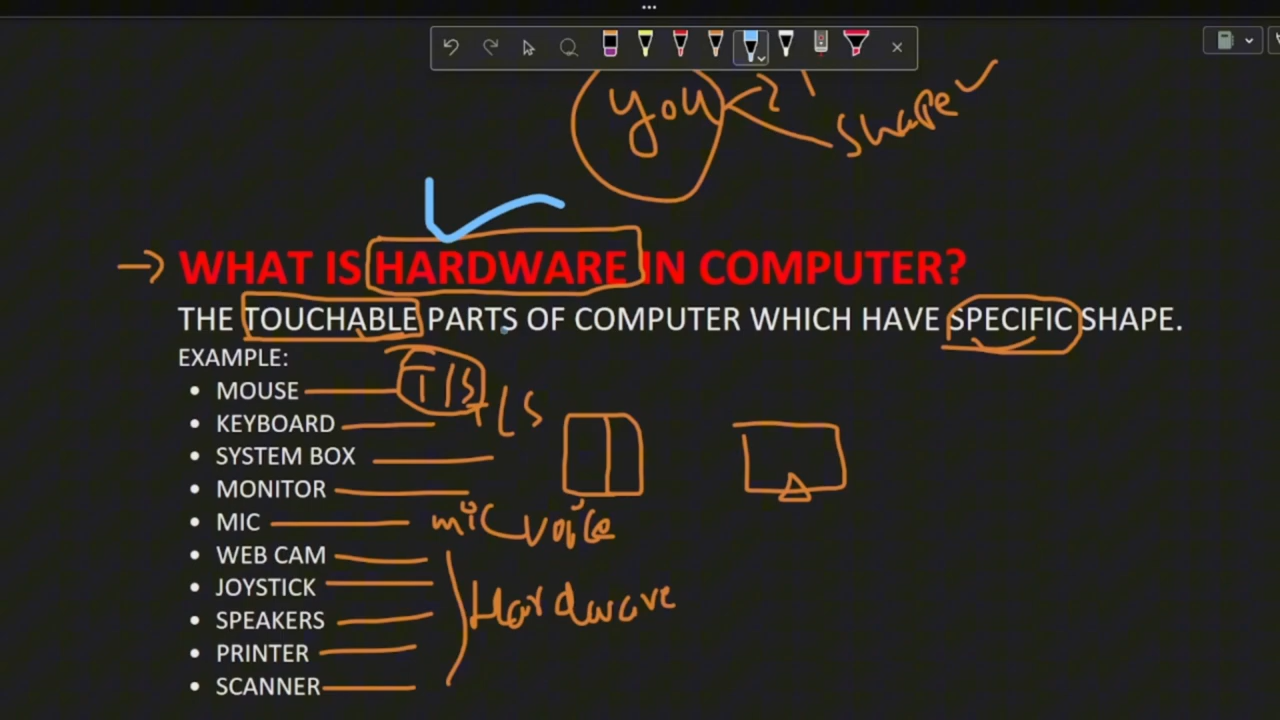 you
shape
WHAT IS HARDWARE IN COMPUTER?
THE TOUCHABLE PARTS OF COMPUTER WHICH HAVE SPECIFIC SHAPE.
EXAMPLE:
• MOUSE T/S
• KEYBOARD T/S
• SYSTEM BOX
• MONITOR
• MIC mic voice
• WEB CAM
• JOYSTICK Hardware
• SPEAKERS
• PRINTER
• SCANNER